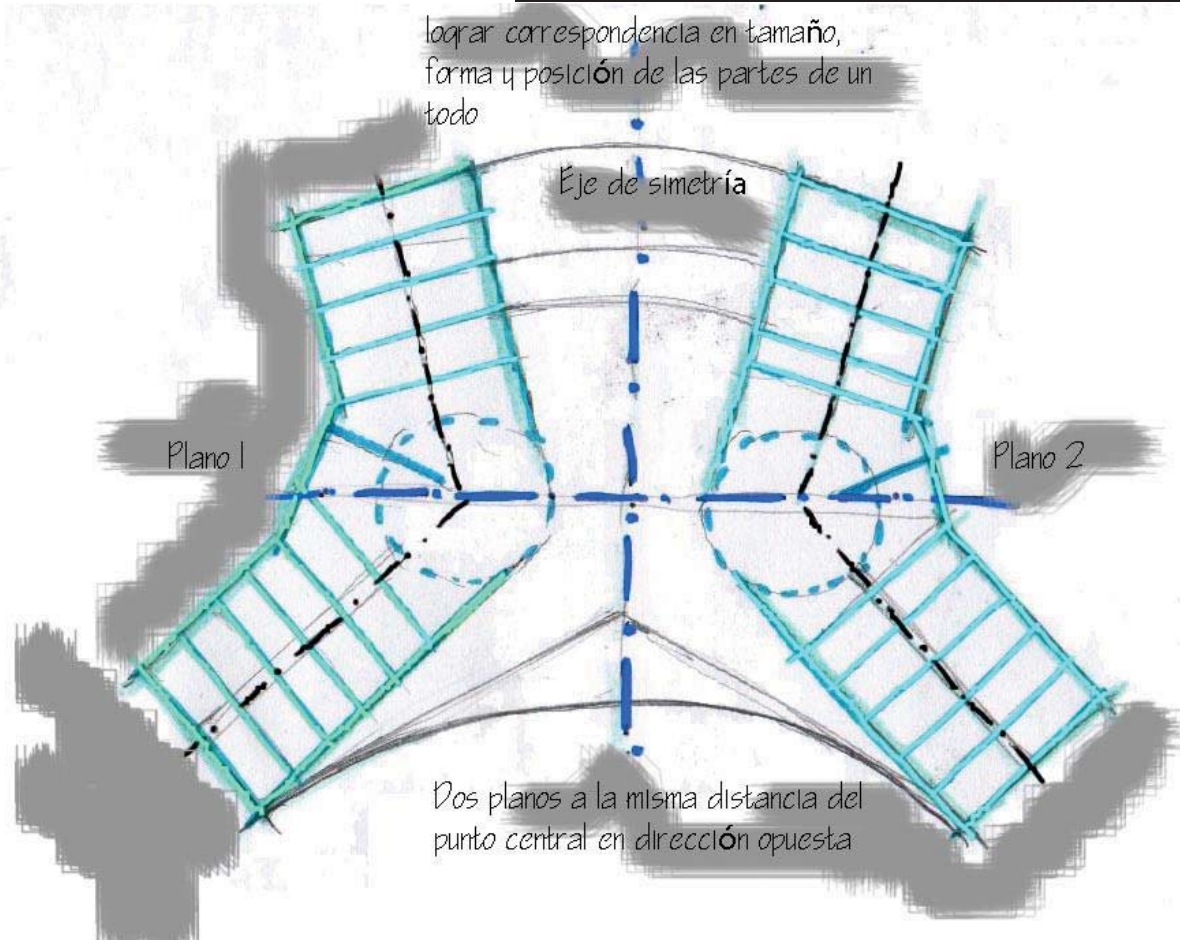 lograr correspondencia en tamaño,
forma y posición de las partes de un
todo
Eje de simetría
Plano 1
Plano 2
Dos planos a la misma distancia del
punto central en dirección opuesta